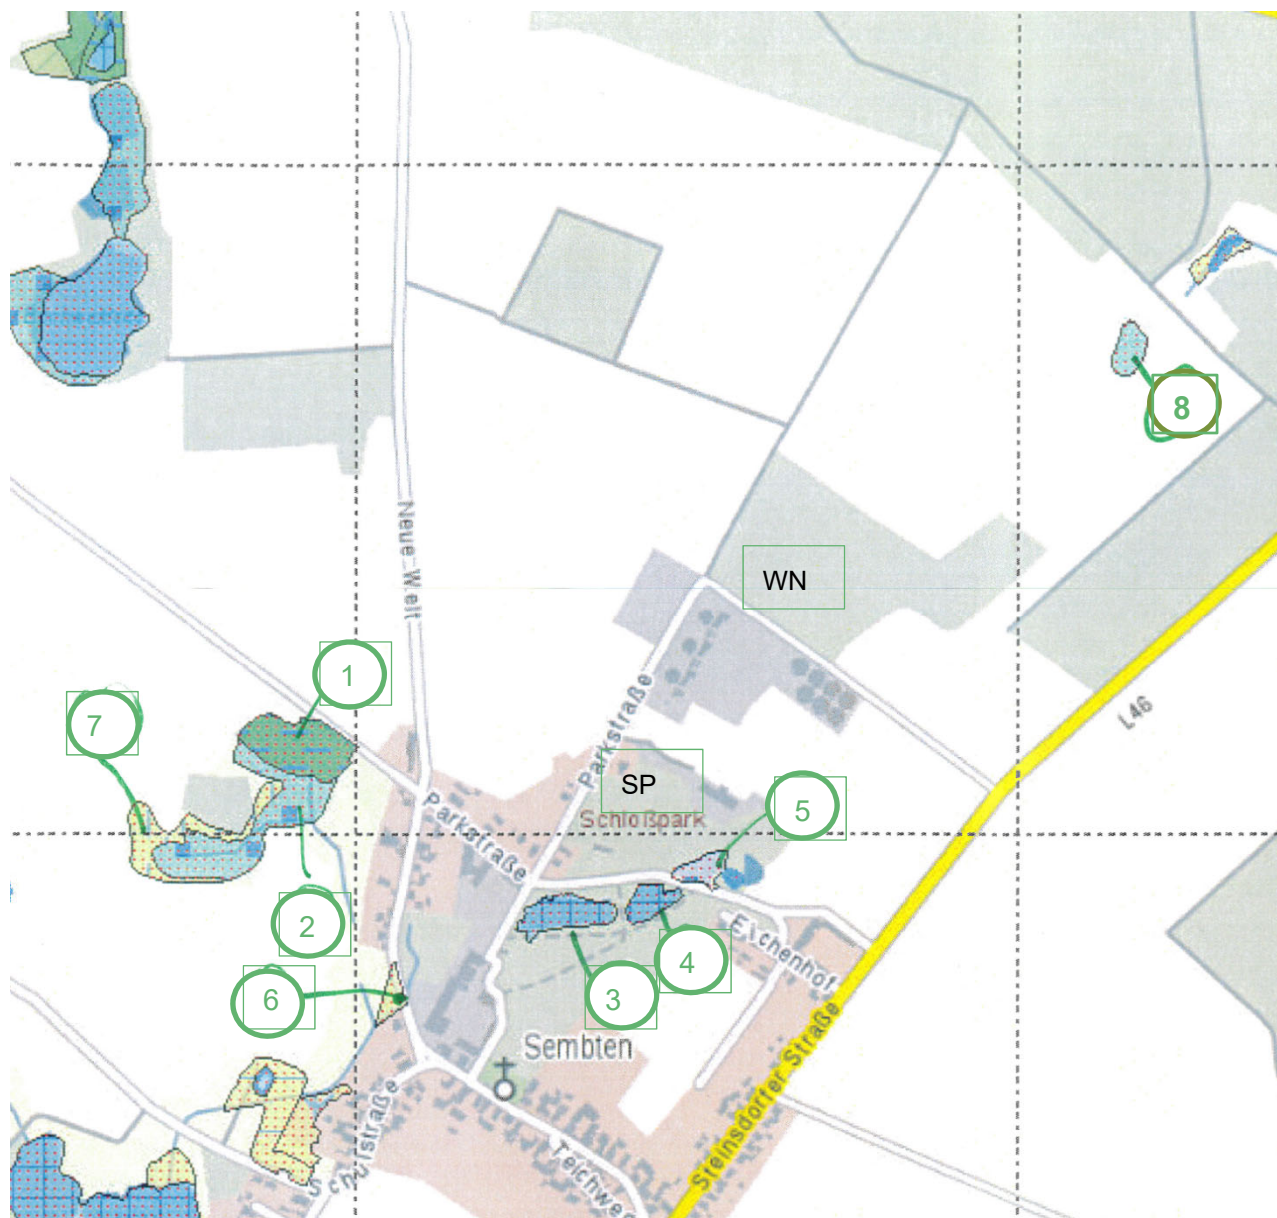 8
Neue-Welt
WN
1
7
L46
Parkstraße
SP
Schloßpark
5
Parkstraße
2
Eichenhof
4
6
3
Sembten
Steinsdorfer Straße
Schulstraße
Teichweg